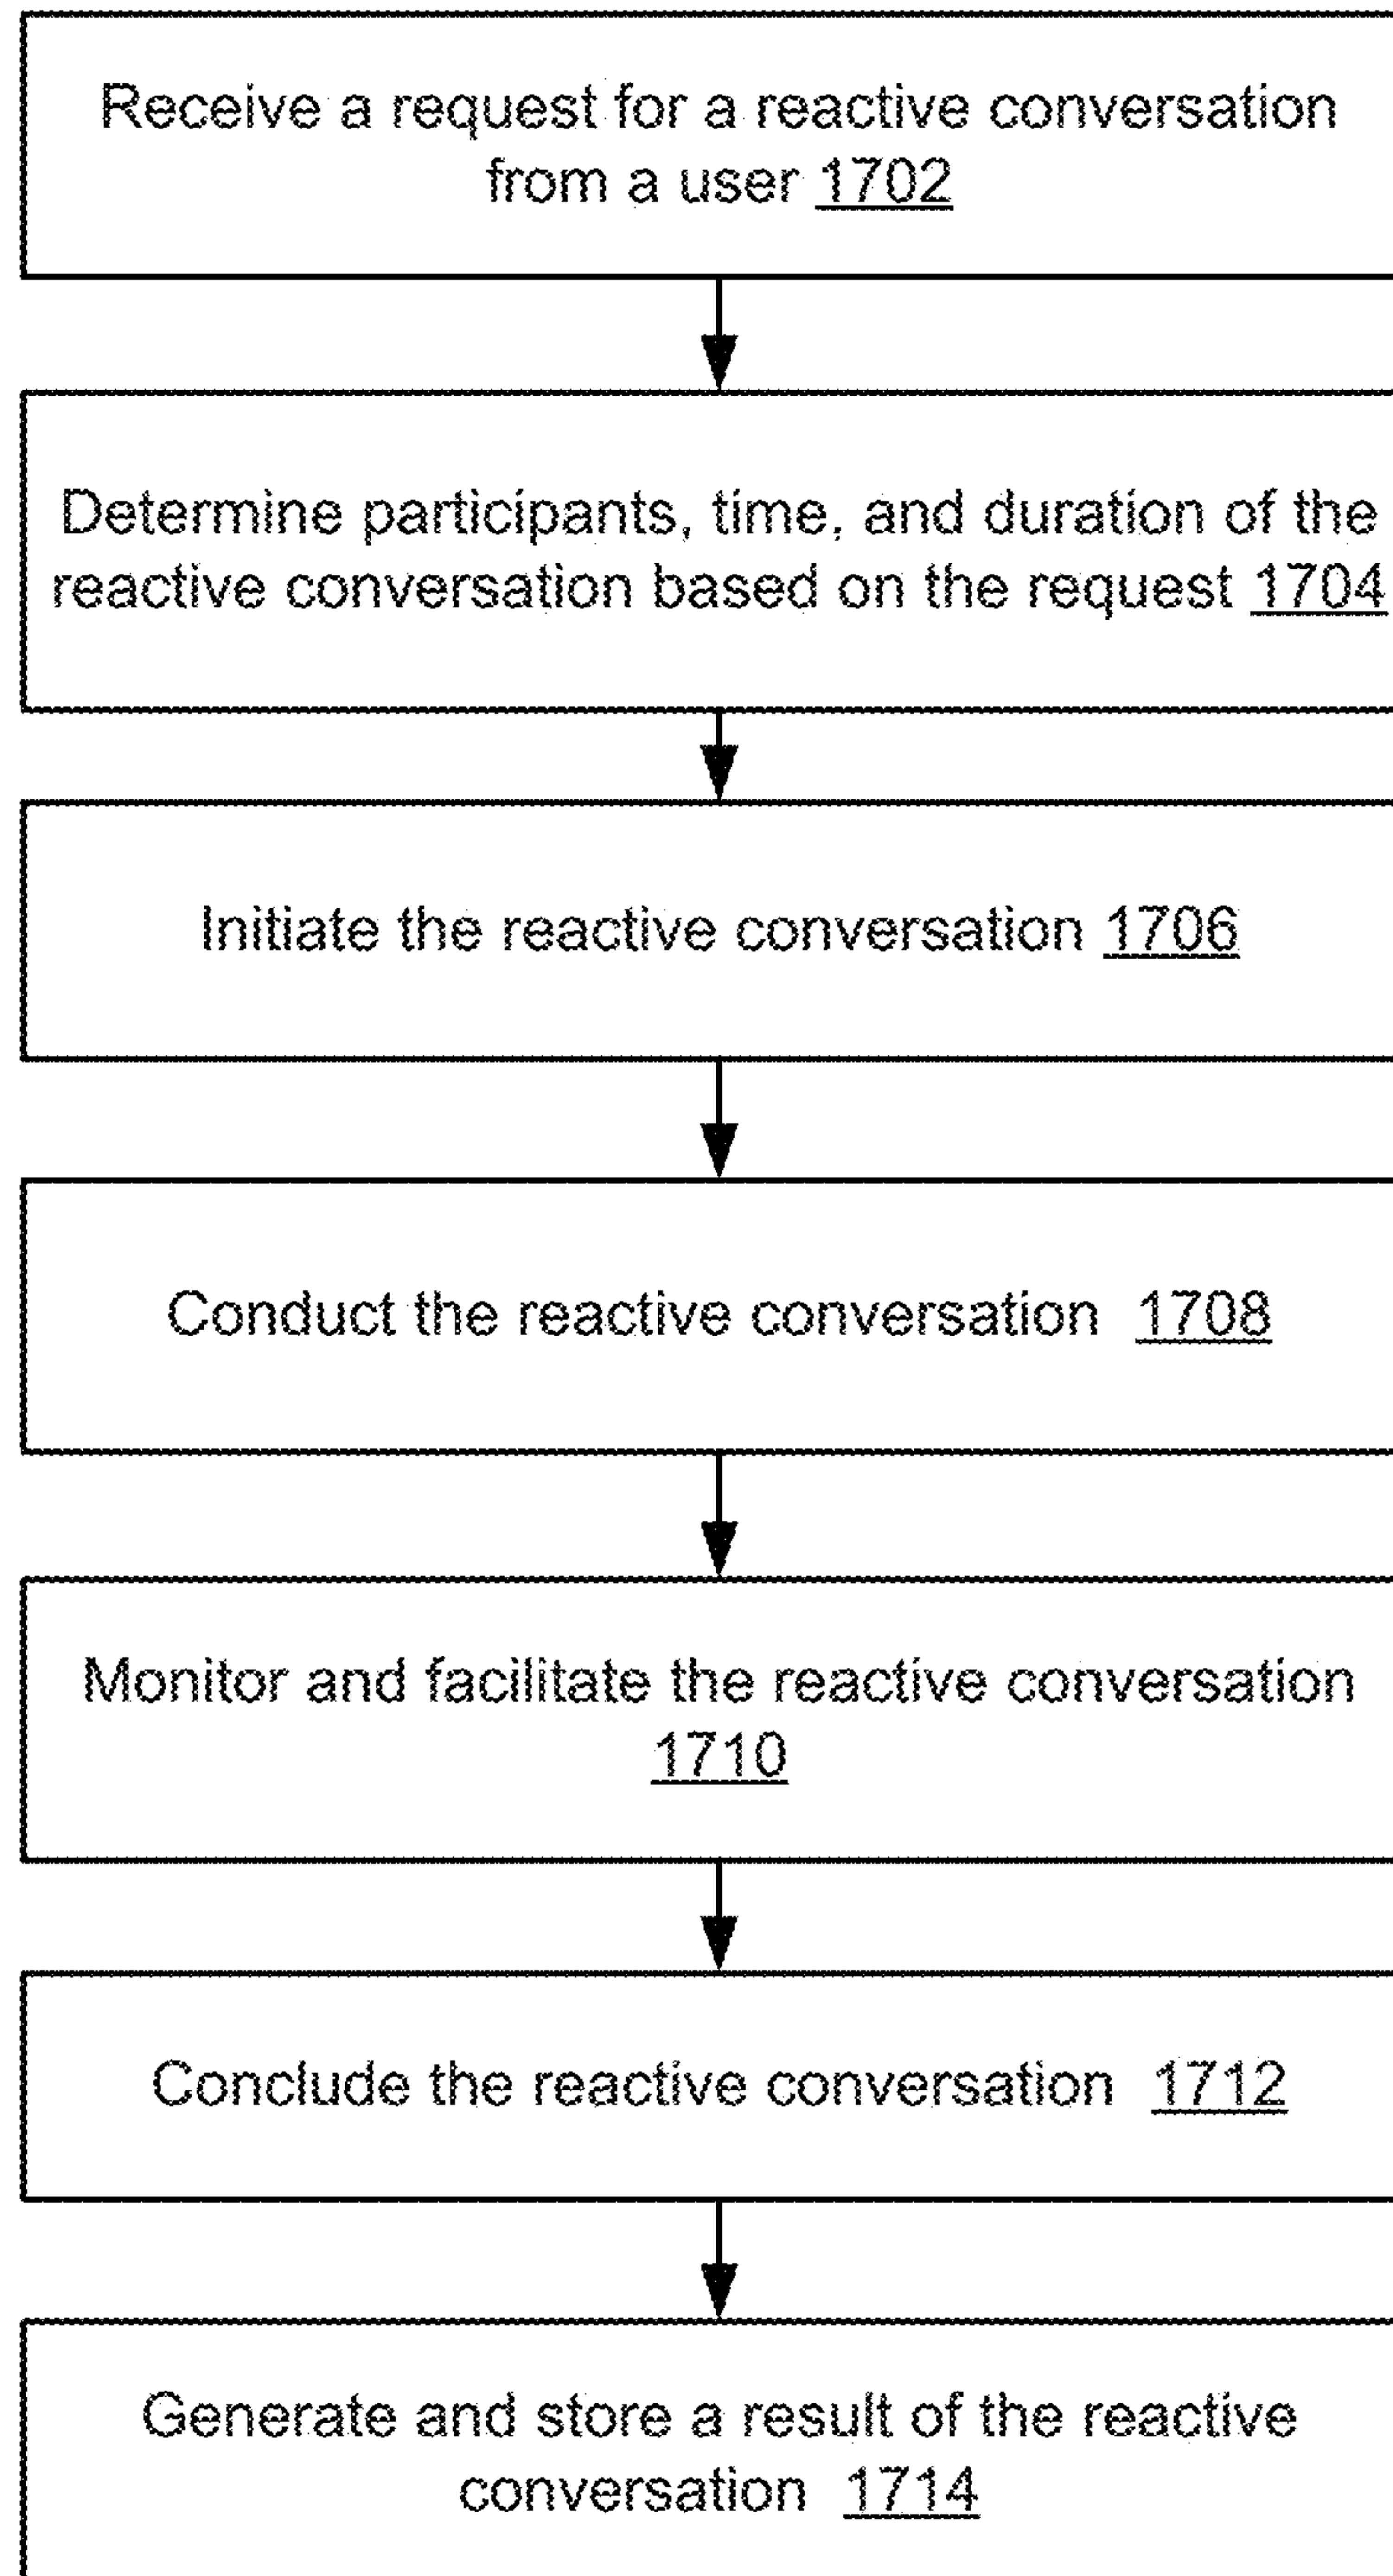 Receive a request for a reactive conversation
from a user 1702
Determine participants, time, and duration of the
reactive conversation based on the request 1704
Initiate the reactive conversation 1706
Conduct the reactive conversation 1708
Monitor and facilitate the reactive conversation
1710
Conclude the reactive conversation 1712
Generate and store a result of the reactive
conversation 1714